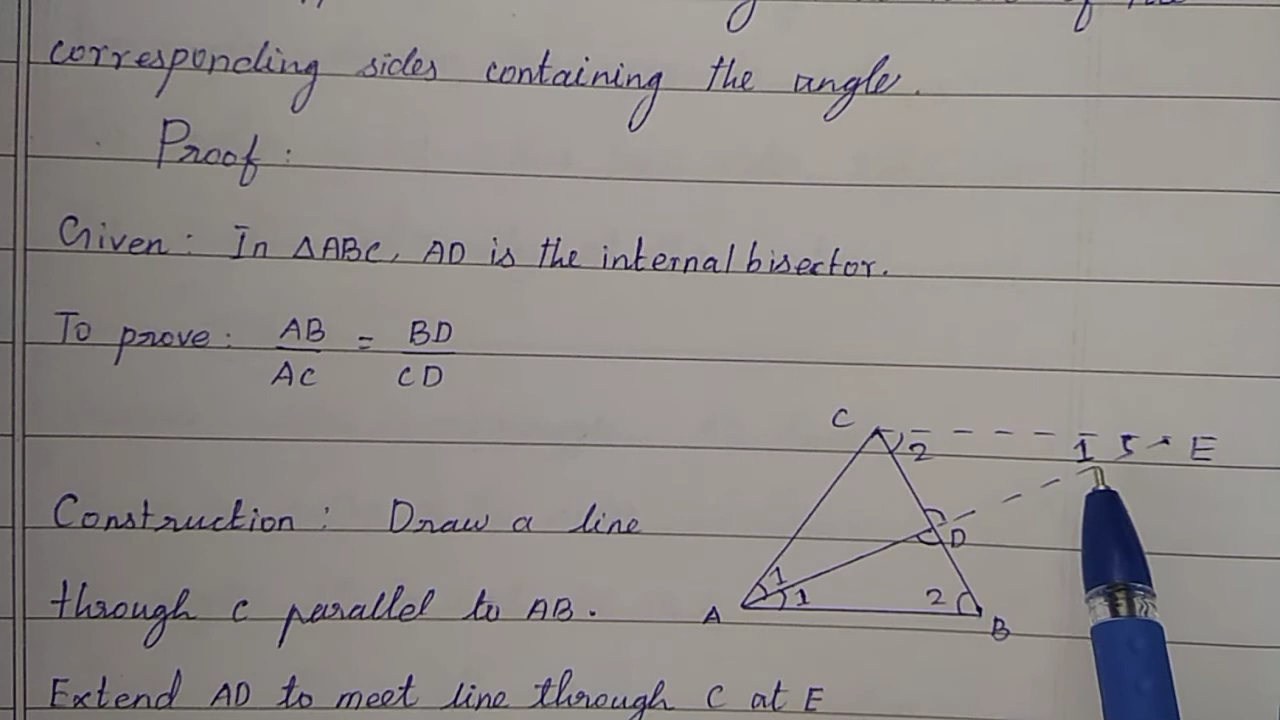 corresponding sides containing the angle.
Proof:
Given: In ΔABC, AD is the internal bisector.
To prove: AB/AC = BD/CD
C 2 1 E
Construction: Draw a line
D
through C parallel to AB.
A 1 1 2 B
Extend AD to meet line through C at E